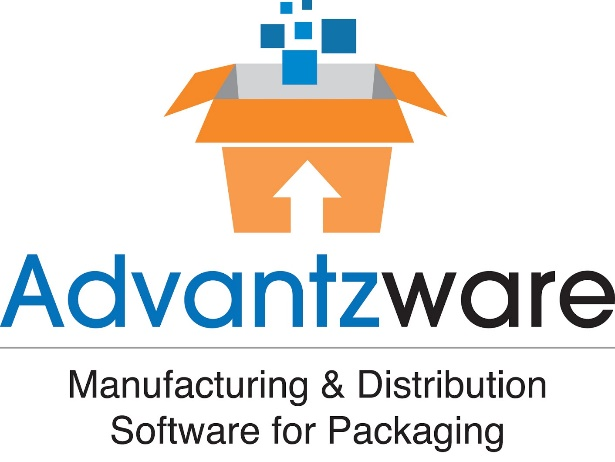 Advantzware
Manufacturing & Distribution
Software for Packaging